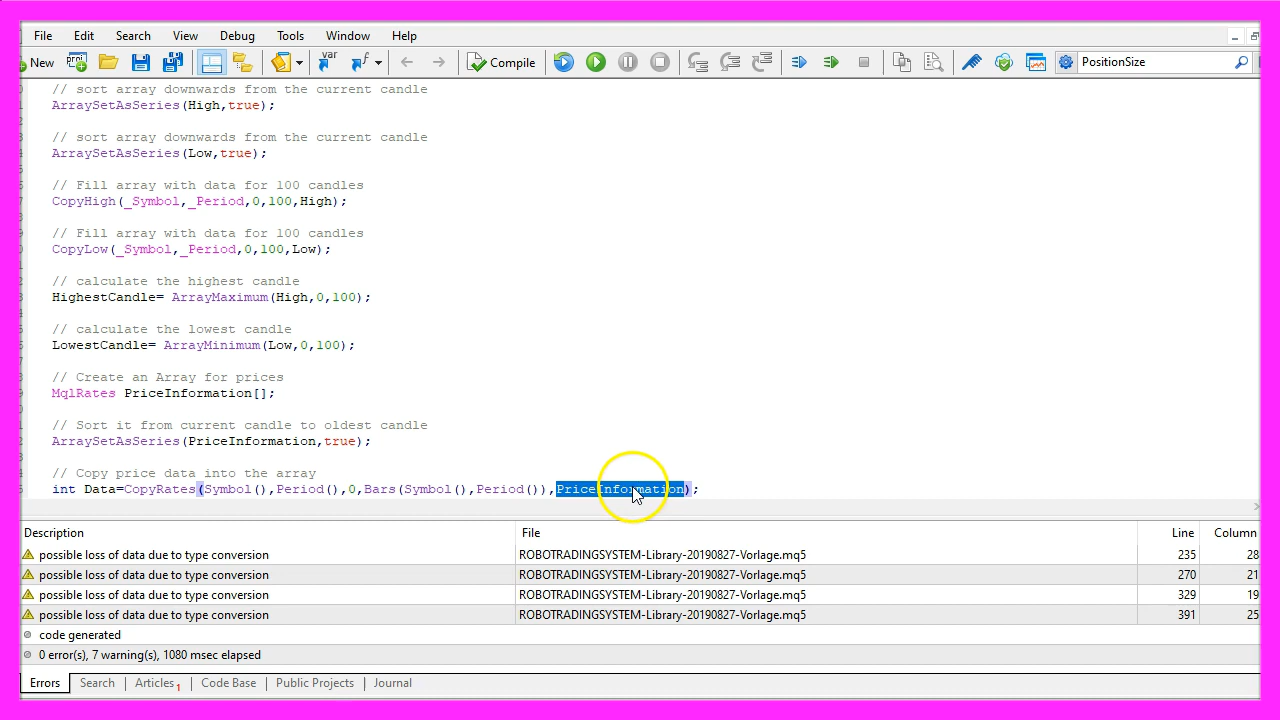 File Edit Search View Debug Tools Window Help
New Compile PositionSize
// sort array downwards from the current candle
ArraySetAsSeries(High,true);
// sort array downwards from the current candle
ArraySetAsSeries(Low,true);
// Fill array with data for 100 candles
CopyHigh(_Symbol,_Period,0,100,High);
// Fill array with data for 100 candles
CopyLow(_Symbol,_Period,0,100,Low);
// calculate the highest candle
HighestCandle= ArrayMaximum(High,0,100);
// calculate the lowest candle
LowestCandle= ArrayMinimum(Low,0,100);
// Create an Array for prices
MqlRates PriceInformation[];
// Sort it from current candle to oldest candle
ArraySetAsSeries(PriceInformation,true);
// Copy price data into the array
int Data=CopyRates(Symbol(),Period(),0,Bars(Symbol(),Period()),PriceInformation);
Description File Line Column
possible loss of data due to type conversion ROBOTRADINGSYSTEM-Library-20190827-Vorlage.mq5 235 28
possible loss of data due to type conversion ROBOTRADINGSYSTEM-Library-20190827-Vorlage.mq5 270 21
possible loss of data due to type conversion ROBOTRADINGSYSTEM-Library-20190827-Vorlage.mq5 329 19
possible loss of data due to type conversion ROBOTRADINGSYSTEM-Library-20190827-Vorlage.mq5 391 25
code generated
0 error(s), 7 warning(s), 1080 msec elapsed
Errors Search Articles 1 Code Base Public Projects Journal